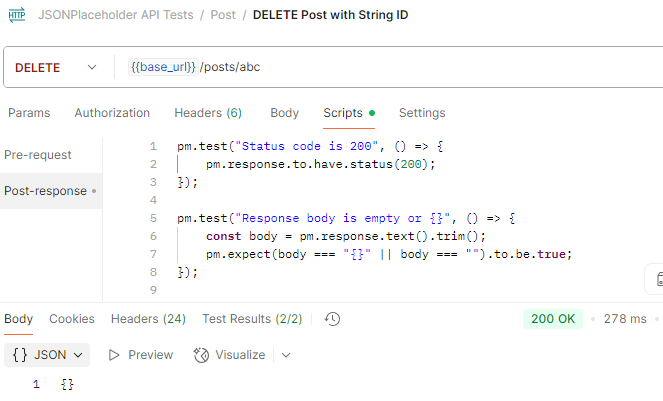 HTTP JSONPlaceholder API Tests / Post / DELETE Post with String ID
DELETE {{base_url}}/posts/abc
Params Authorization Headers (6) Body Scripts Settings
Pre-request
Post-response
1 pm.test("Status code is 200", () => {
2 pm.response.to.have.status(200);
3 });
4
5 pm.test("Response body is empty or {}", () => {
6 const body = pm.response.text().trim();
7 pm.expect(body === "{}" || body === "").to.be.true;
8 });
9
Body Cookies Headers (24) Test Results (2/2) 200 OK • 278 ms •
{} JSON Preview Visualize
1 {}